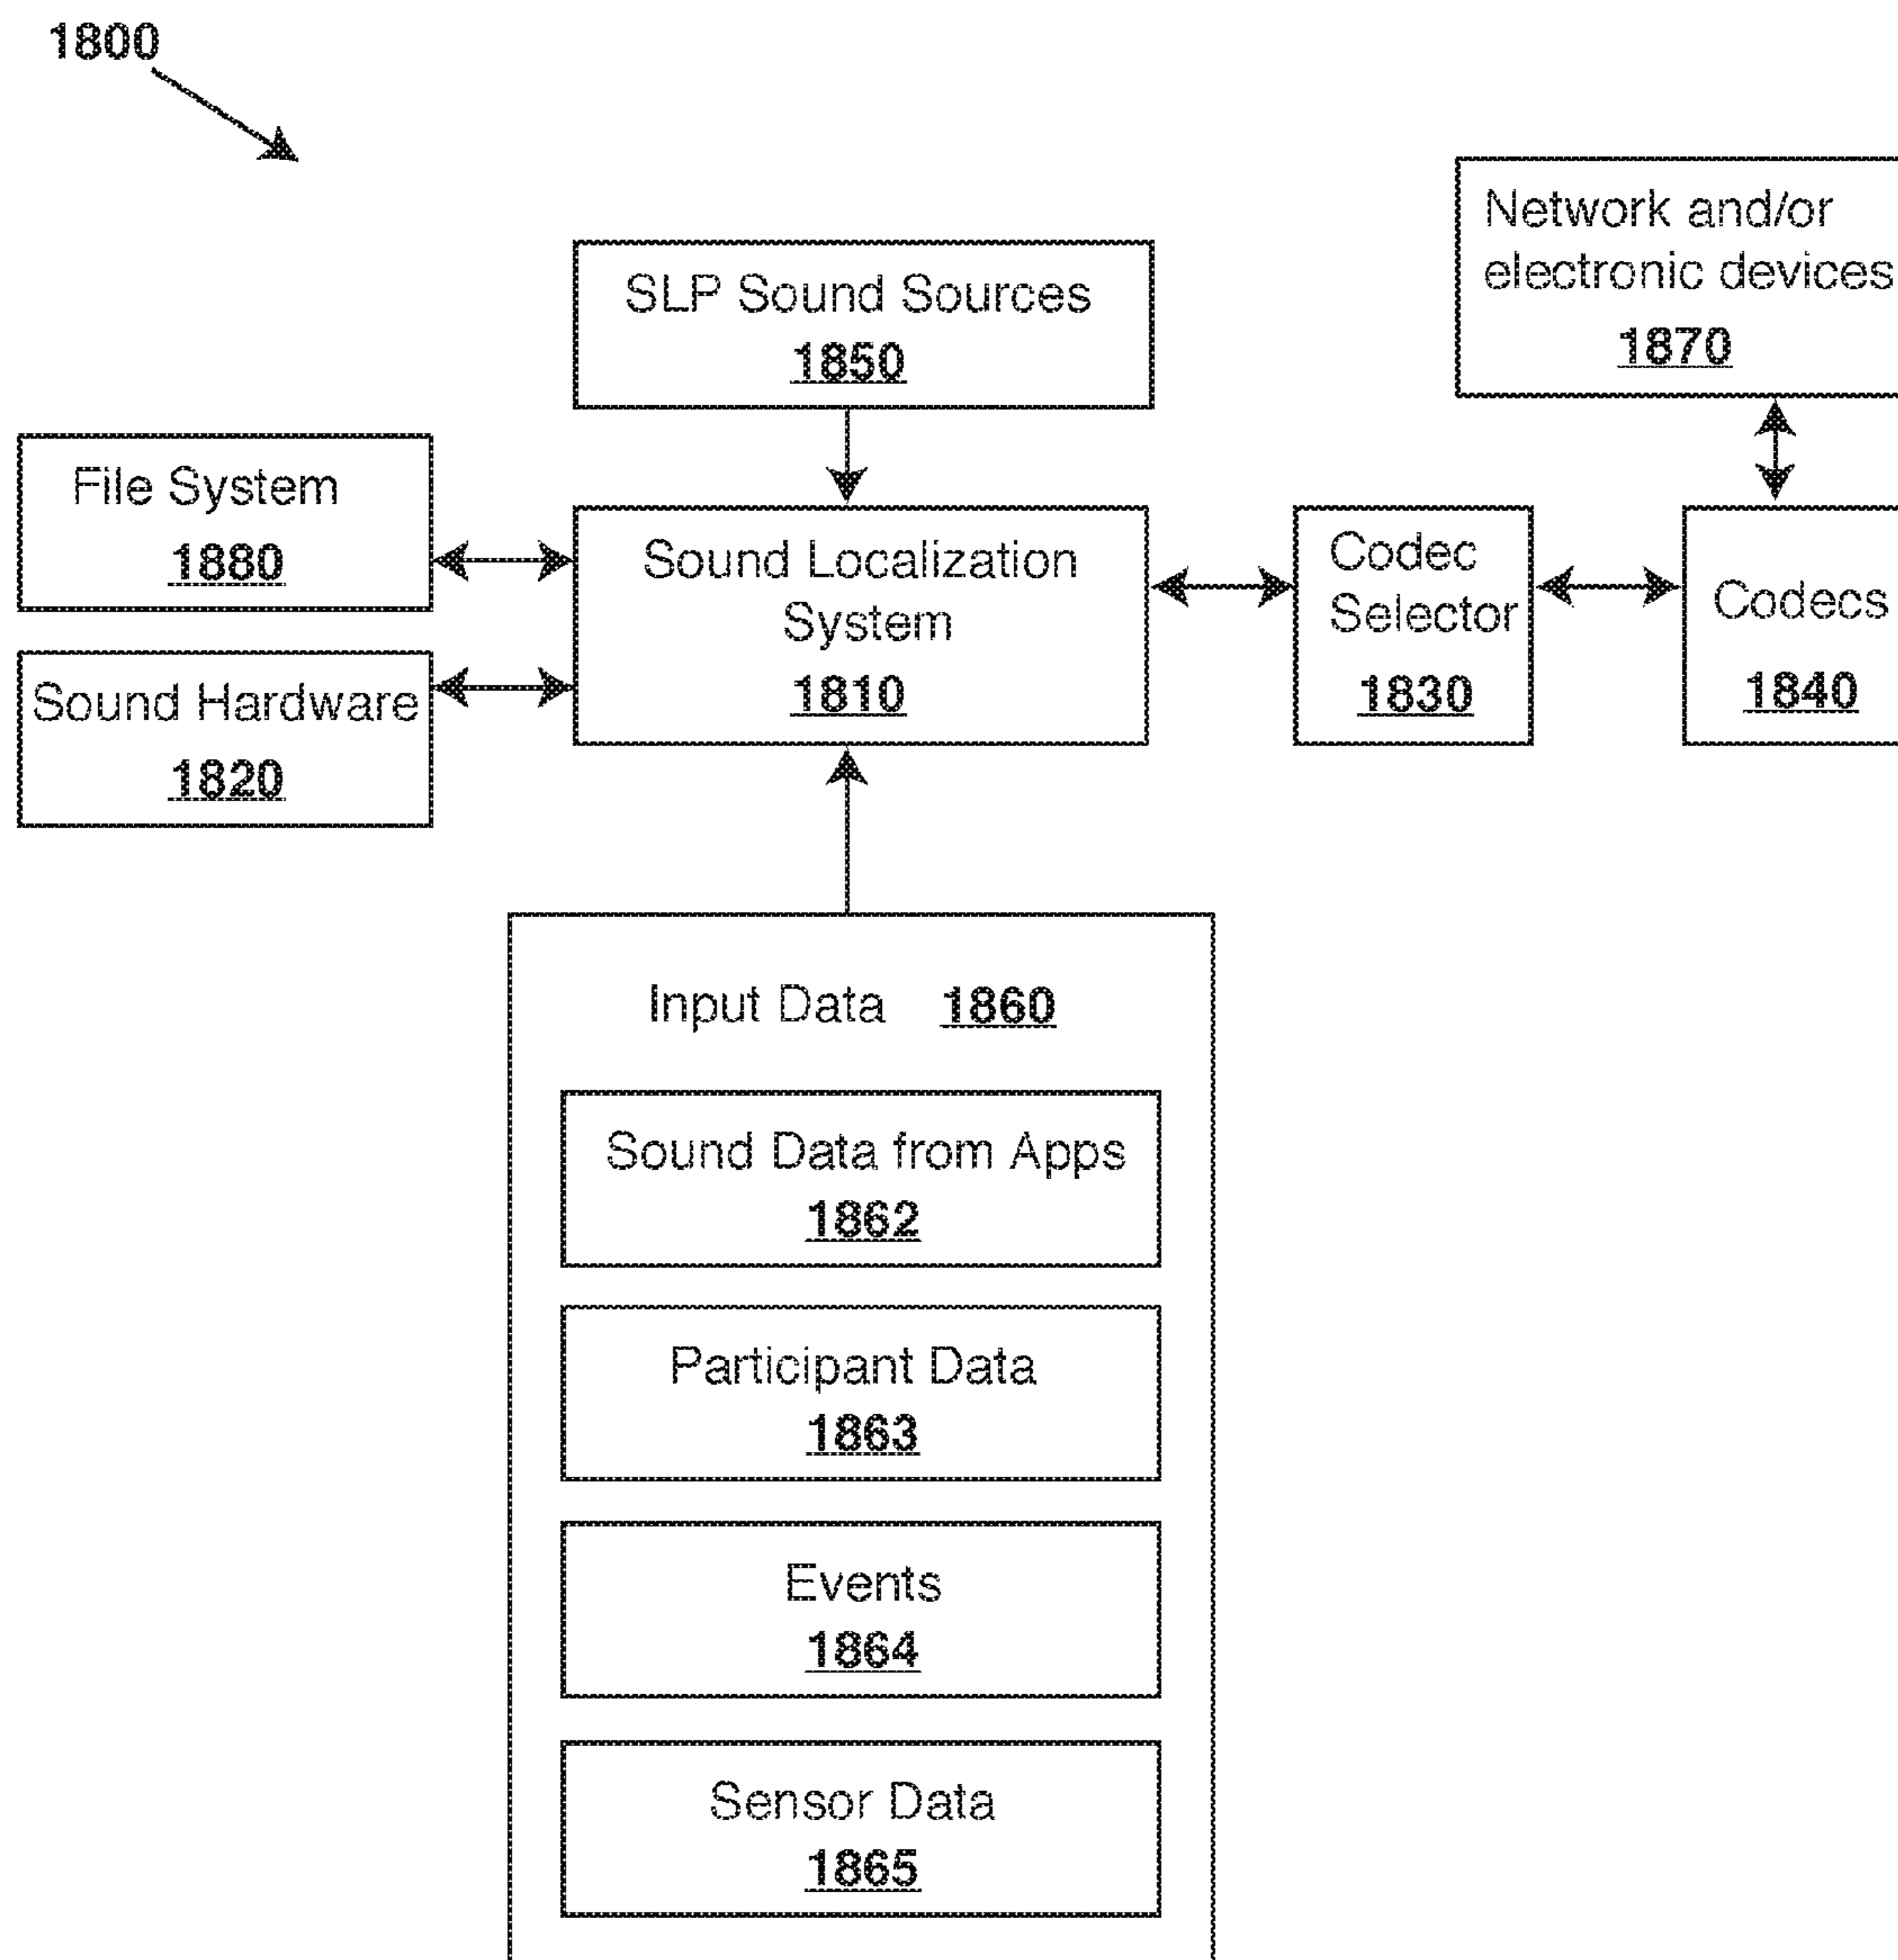 1800
Network and/or
electronic devices
1870
SLP Sound Sources
1850
File System
1880
Sound Hardware
1820
Sound Localization
System
1810
Codec
Selector
1830
Codecs
1840
Input Data 1860
Sound Data from Apps
1862
Participant Data
1863
Events
1864
Sensor Data
1865